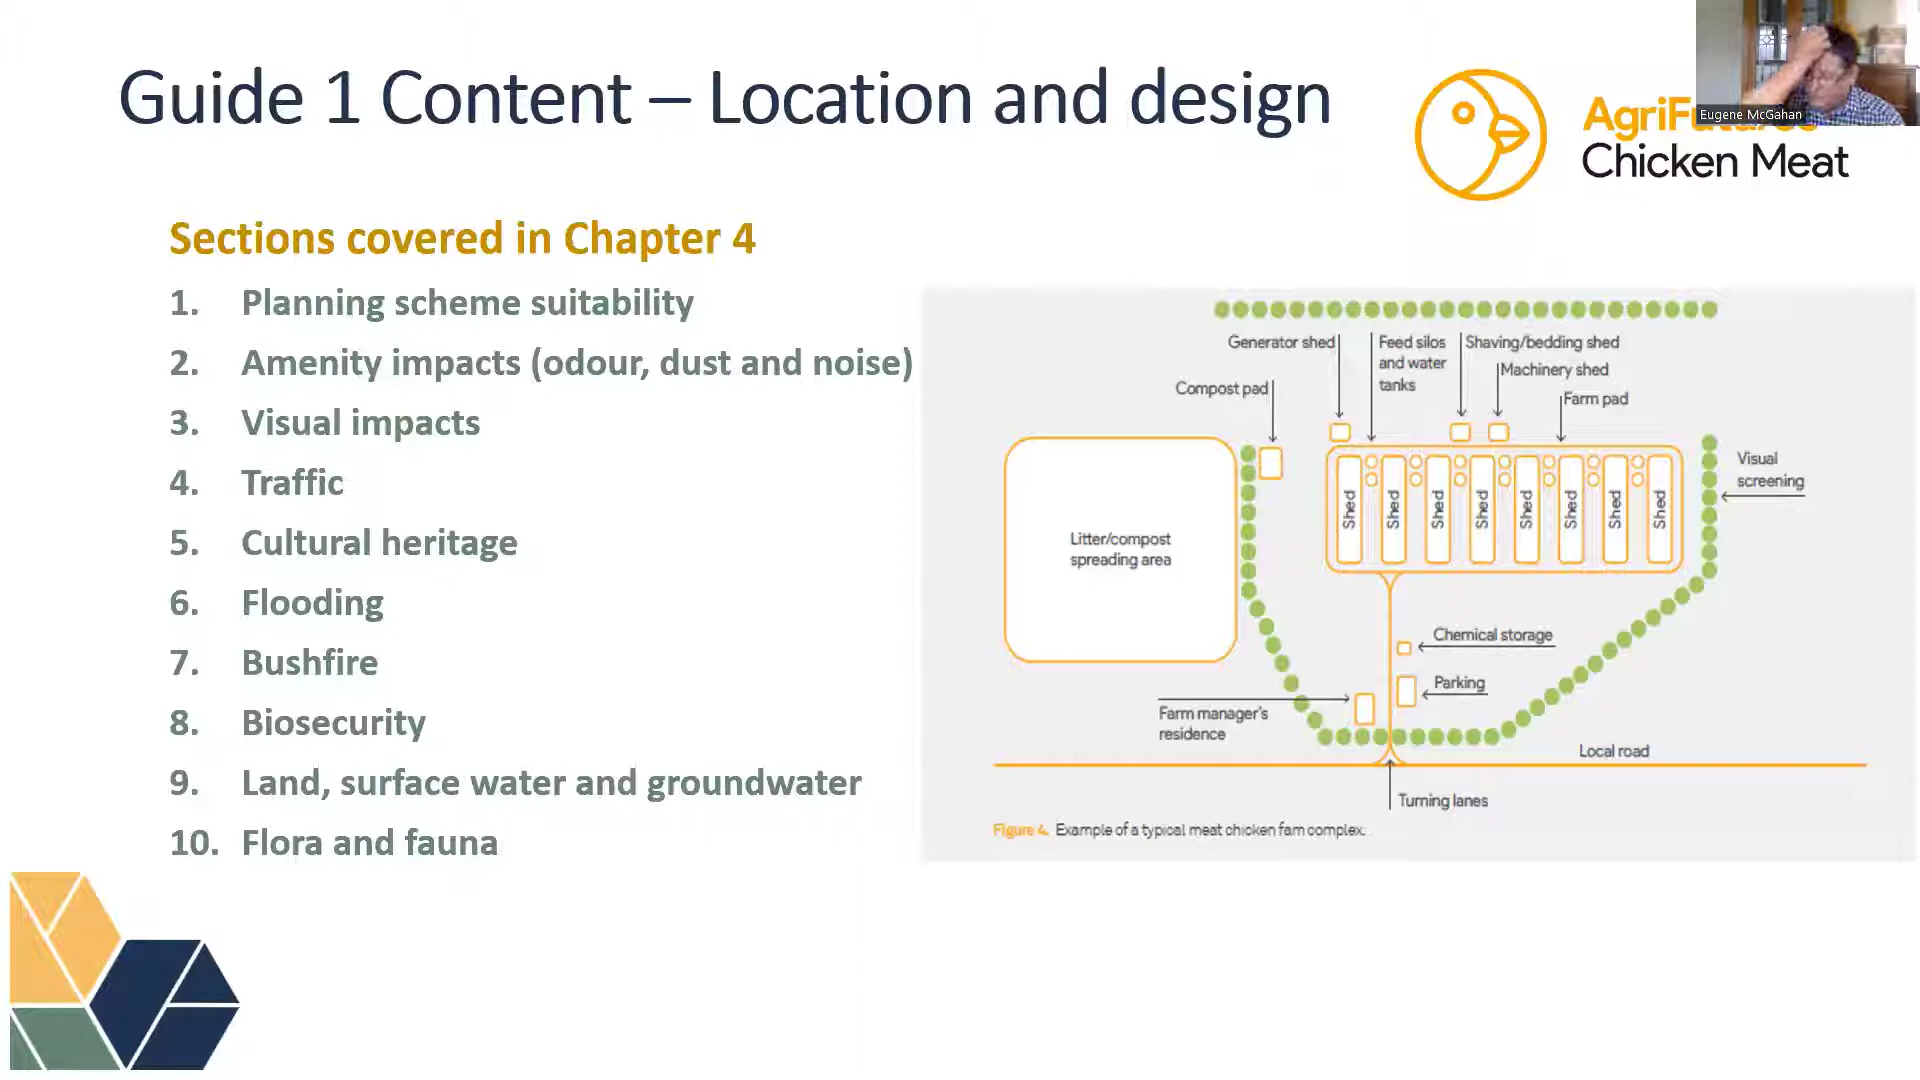 Guide 1 Content – Location and design
Eugene McGahan
AgriFutures
Chicken Meat
Sections covered in Chapter 4
1. Planning scheme suitability
2. Amenity impacts (odour, dust and noise)
3. Visual impacts
4. Traffic
5. Cultural heritage
6. Flooding
7. Bushfire
8. Biosecurity
9. Land, surface water and groundwater
10. Flora and fauna
Generator shed
Feed silos
and water
tanks
Shaving/bedding shed
Machinery shed
Compost pad
Farm pad
Visual
screening
Shed
Shed
Shed
Shed
Shed
Shed
Shed
Shed
Litter/compost
spreading area
Chemical storage
Parking
Farm manager's
residence
Local road
Turning lanes
Figure 4. Example of a typical meat chicken fam complex.